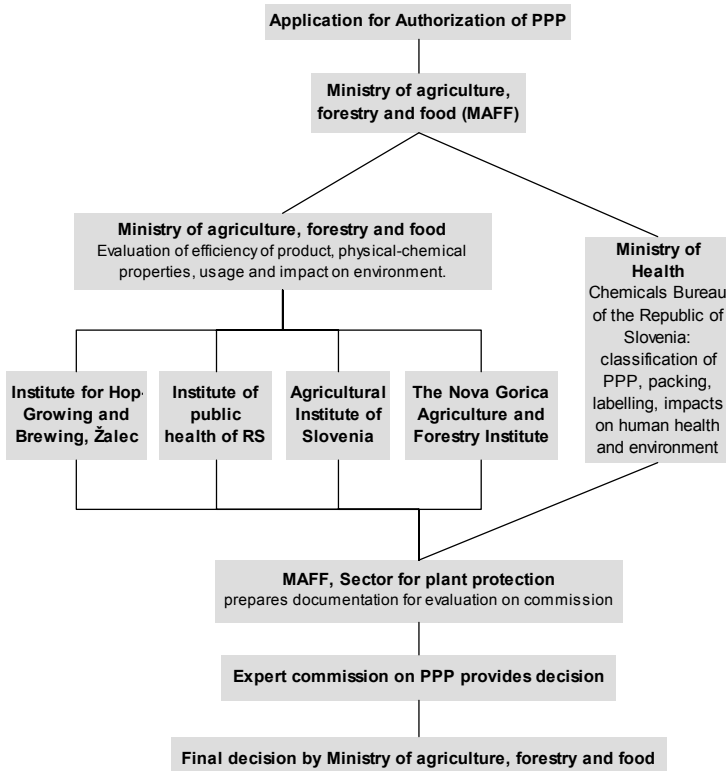 Application for Authorization of PPP
Ministry of agriculture,
forestry and food (MAFF)
Ministry of agriculture, forestry and food
Evaluation of efficiency of product, physical-chemical
properties, usage and impact on environment.
Ministry of
Health
Chemicals Bureau
of the Republic of
Slovenia:
classification of
PPP, packing,
labelling, impacts
on human health
and environment
Institute for Hop-
Growing and
Brewing, Žalec
Institute of
public
health of RS
Agricultural
Institute of
Slovenia
The Nova Gorica
Agriculture and
Forestry Institute
MAFF, Sector for plant protection
prepares documentation for evaluation on commission
Expert commission on PPP provides decision
Final decision by Ministry of agriculture, forestry and food